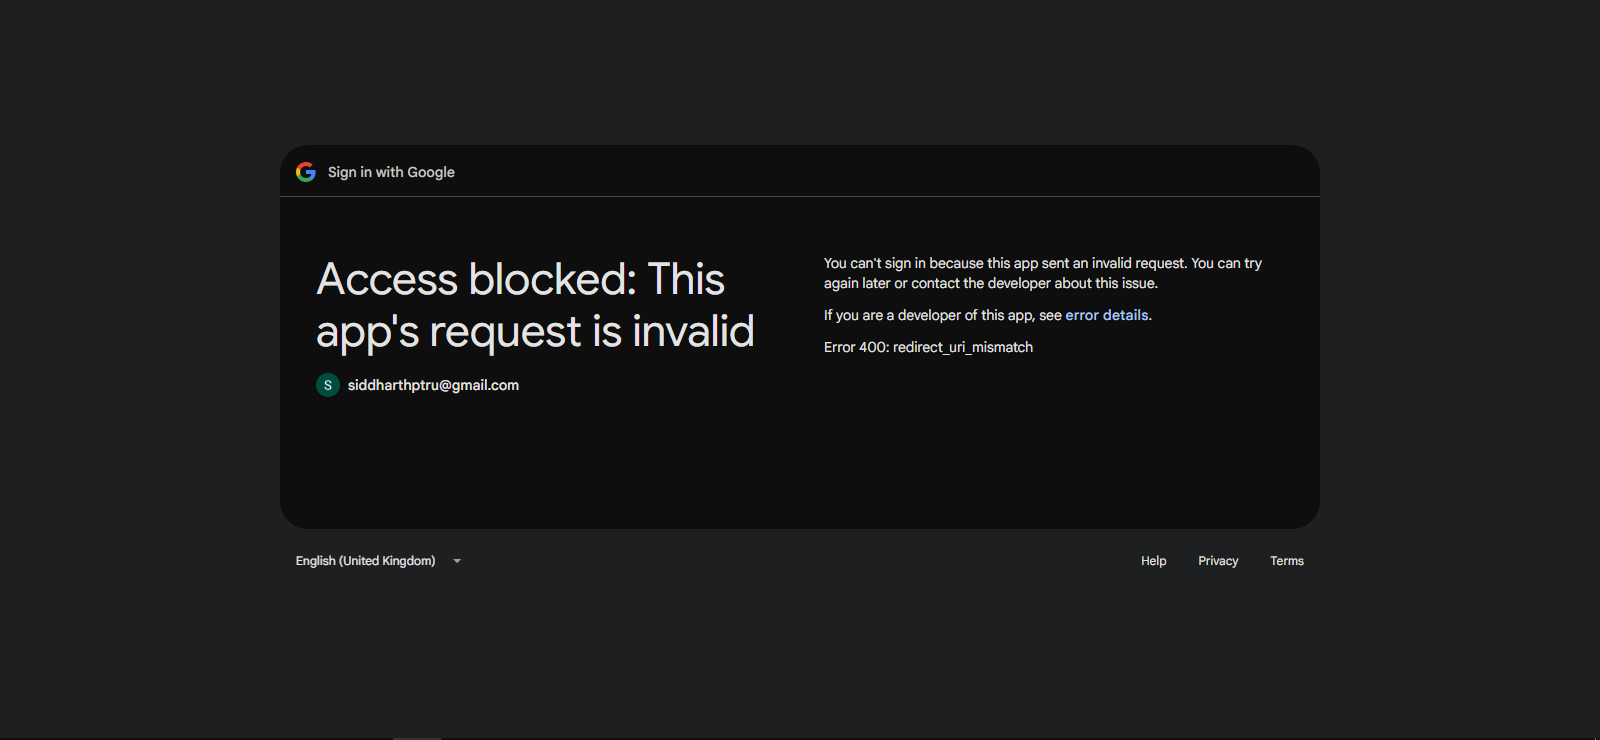 Sign in with Google
Access blocked: This
app's request is invalid
S
siddharthptru@gmail.com
You can't sign in because this app sent an invalid request. You can try
again later or contact the developer about this issue.
If you are a developer of this app, see error details.
Error 400: redirect_uri_mismatch
English (United Kingdom)
Help
Privacy
Terms